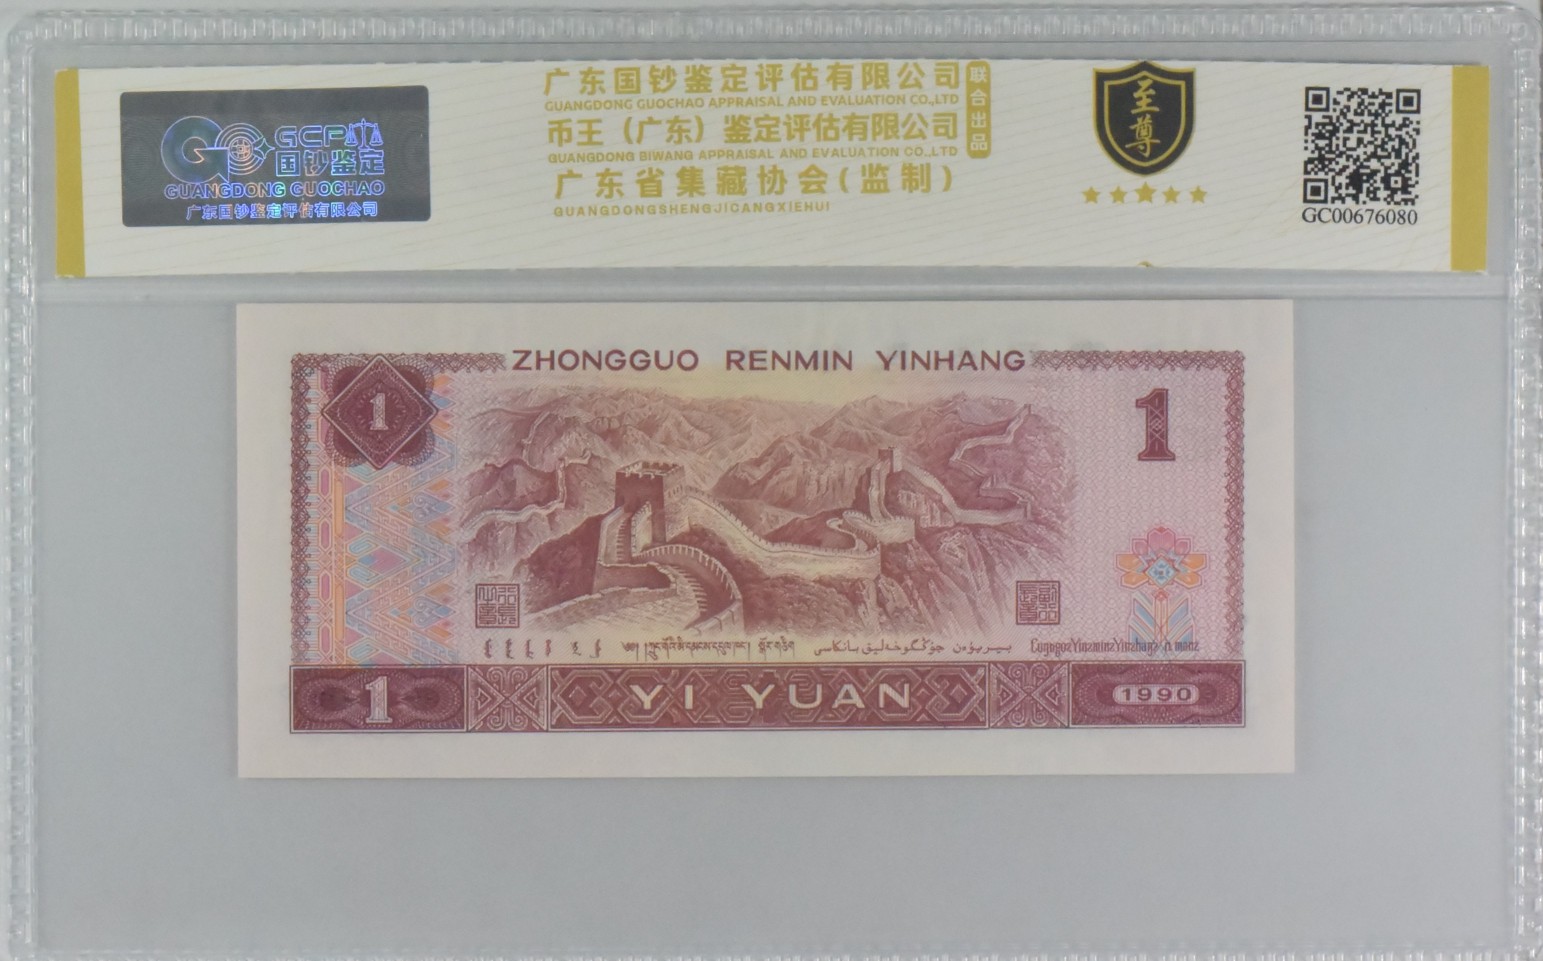 GCP
国钞鉴定
GUANGDONG GUOCHAO
广东国钞鉴定评估有限公司
广东国钞鉴定评估有限公司
GUANGDONG GUOCHAO APPRAISAL AND EVALUATION CO.,LTD
币王（广东）鉴定评估有限公司
GUANGDONG BIWANG APPRAISAL AND EVALUATION CO.,LTD
联合出品
广东省集藏协会(监制)
GUANGDONGSHENGJICANGXIEHUI
至尊
GC00676080
ZHONGGUO RENMIN YINHANG
1
1
1
YI YUAN
1990